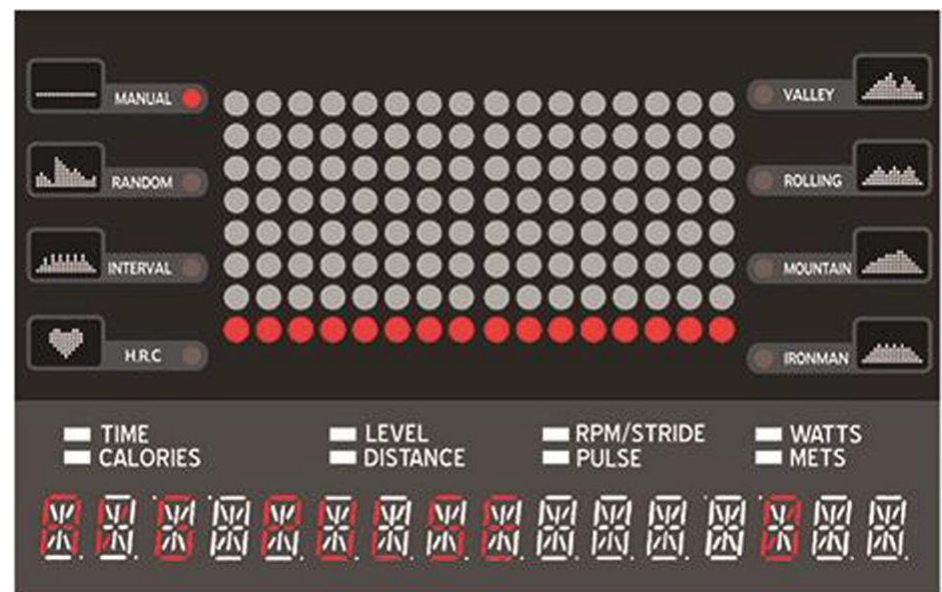 MANUAL
RANDOM
INTERVAL
H.R.C
VALLEY
ROLLING
MOUNTAIN
IRONMAN
TIME
CALORIES
LEVEL
DISTANCE
RPM/STRIDE
PULSE
WATTS
METS